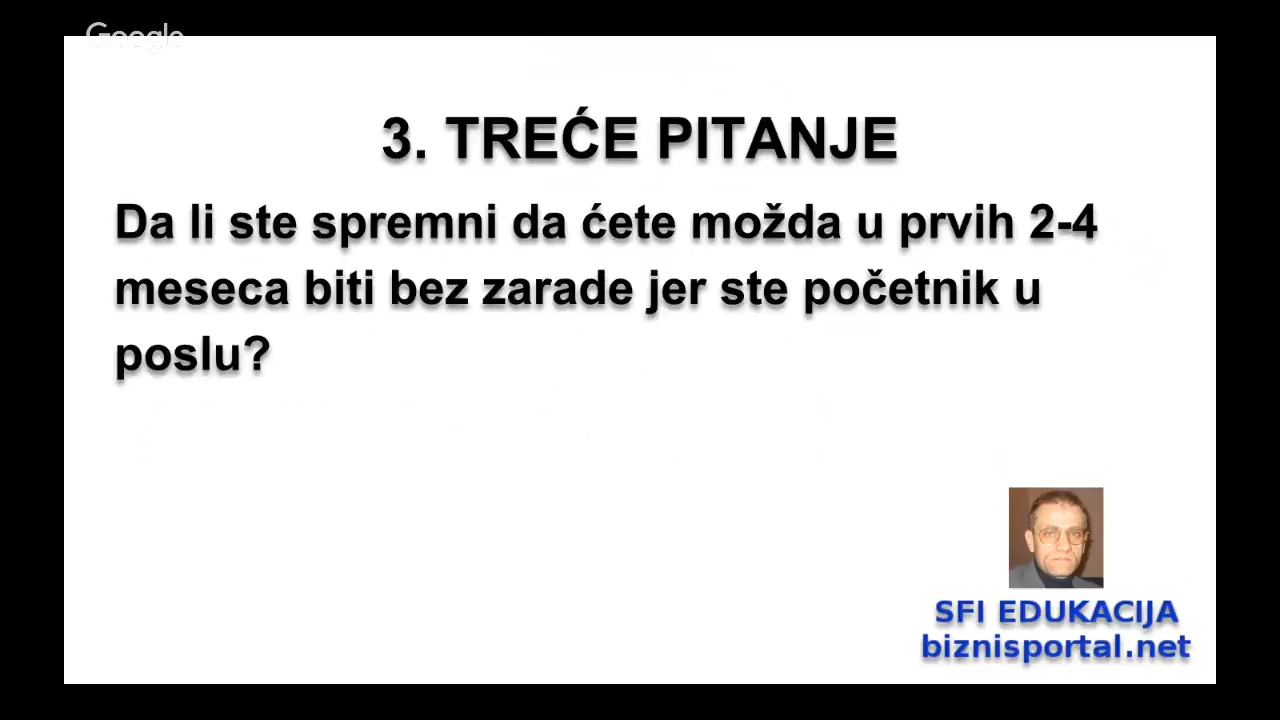 Google
3. TREĆE PITANJE
Da li ste spremni da ćete možda u prvih 2-4
meseca biti bez zarade jer ste početnik u
poslu?
SFI EDUKACIJA
biznisportal.net